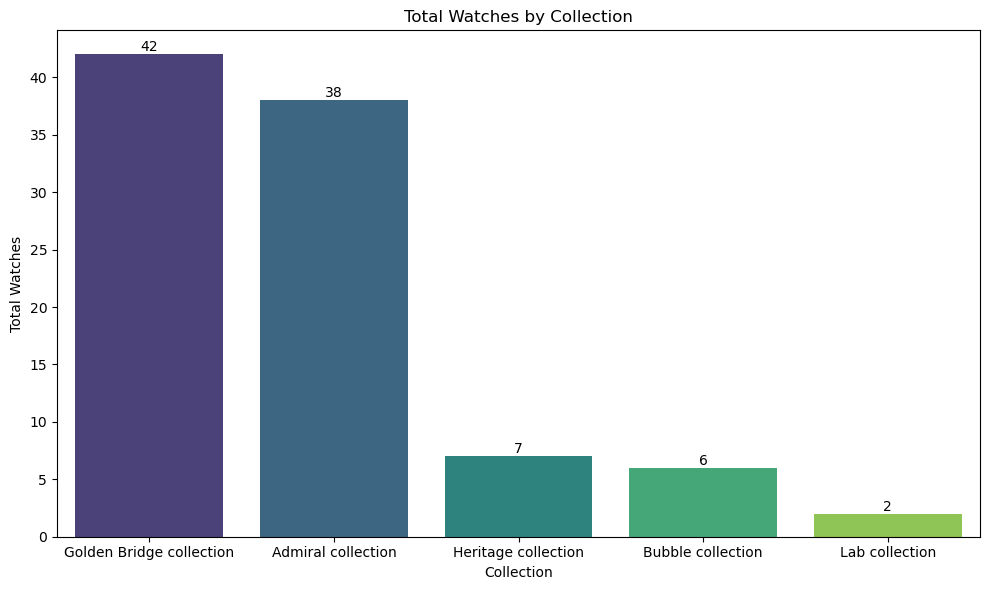 Total Watches by Collection
42
38
7
6
2
40
35
30
25
20
15
10
5
0
Total Watches
Golden Bridge collection
Admiral collection
Heritage collection
Bubble collection
Lab collection
Collection